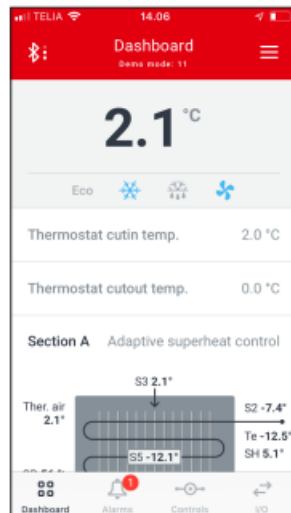 TELIA 14.06
Dashboard
Demo mode: 11
2.1 °C
Eco
Thermostat cutin temp. 2.0 °C
Thermostat cutout temp. 0.0 °C
Section A Adaptive superheat control
S3 2.1°
Ther. air
2.1°
S2 -7.4°
Te -12.5°
S5 -12.1°
SH 5.1°
1
Dashboard Alarms Controls I/O